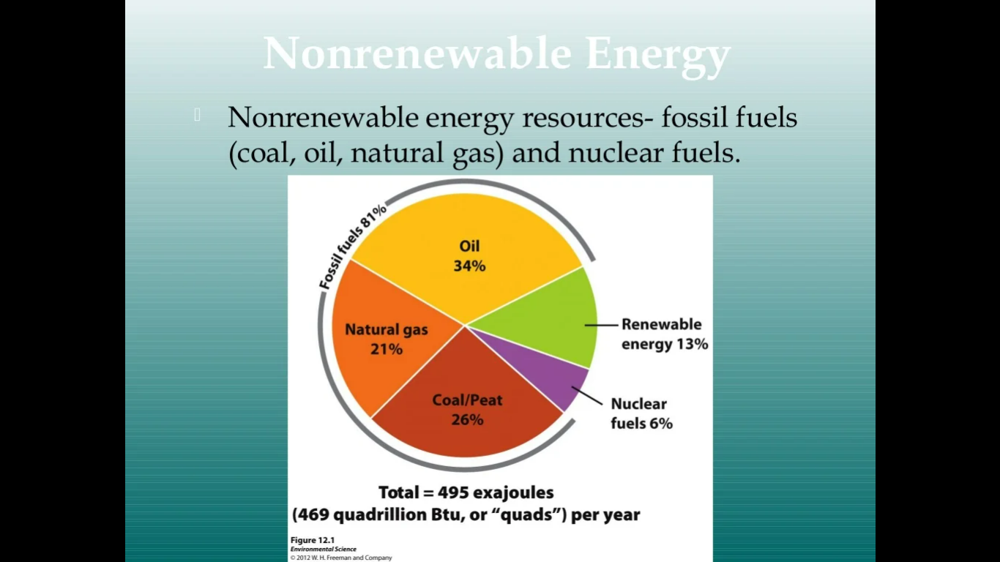 Nonrenewable Energy
Nonrenewable energy resources- fossil fuels
(coal, oil, natural gas) and nuclear fuels.
Fossil fuels 81%
Oil
34%
Natural gas
21%
Renewable
energy 13%
Coal/Peat
26%
Nuclear
fuels 6%
Total = 495 exajoules
(469 quadrillion Btu, or “quads”) per year
Figure 12.1
Environmental Science
© 2012 W. H. Freeman and Company